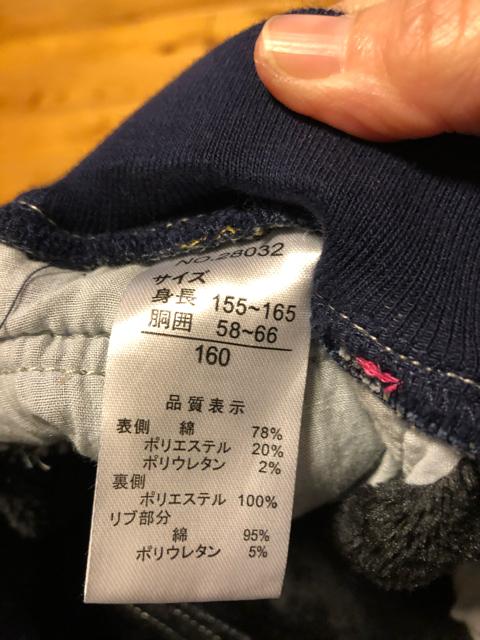 NO.28032
サイズ
身長 155~165
胴囲 58~66
160
品質表示
表側 綿 78%
ポリエステル 20%
ポリウレタン 2%
裏側
ポリエステル 100%
リブ部分
綿 95%
ポリウレタン 5%